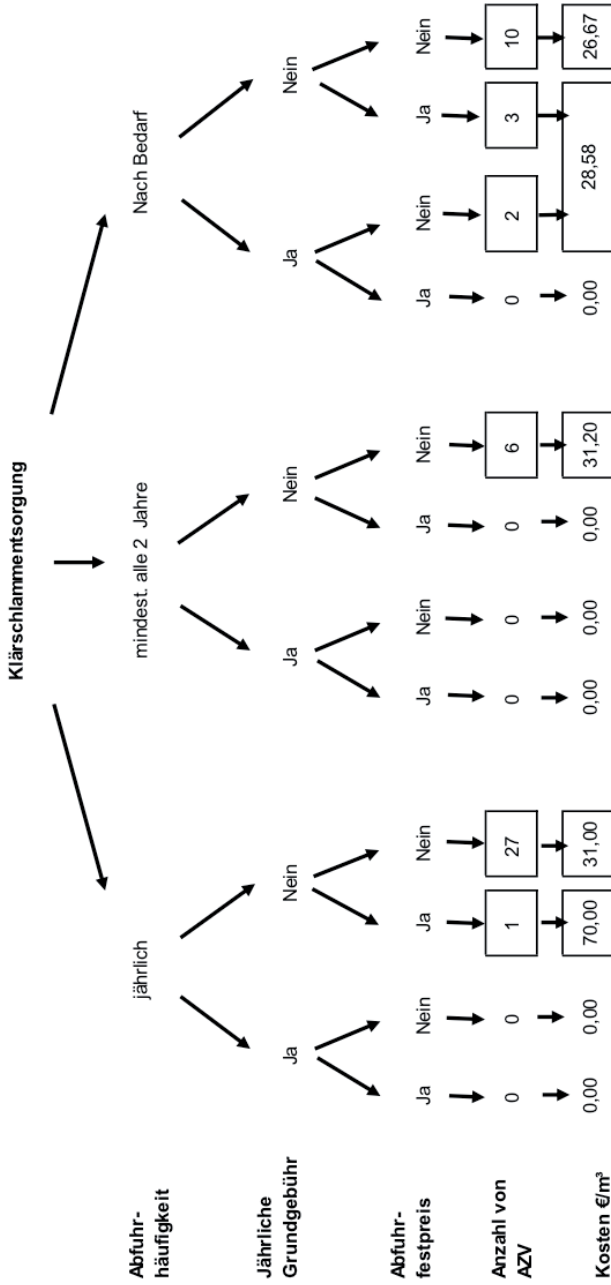 Klärschlammentsorgung
Abfuhr-
häufigkeit
jährlich
mindest. alle 2 Jahre
Nach Bedarf
Jährliche
Grundgebühr
Ja
Nein
Ja
Nein
Ja
Nein
Abfuhr-
festpreis
Ja
Nein
Ja
Nein
Ja
Nein
Ja
Nein
Ja
Nein
Ja
Nein
Anzahl von
AZV
0
0
1
27
0
0
0
6
0
2
3
10
Kosten €/m³
0,00
0,00
70,00
31,00
0,00
0,00
0,00
31,20
0,00
28,58
26,67